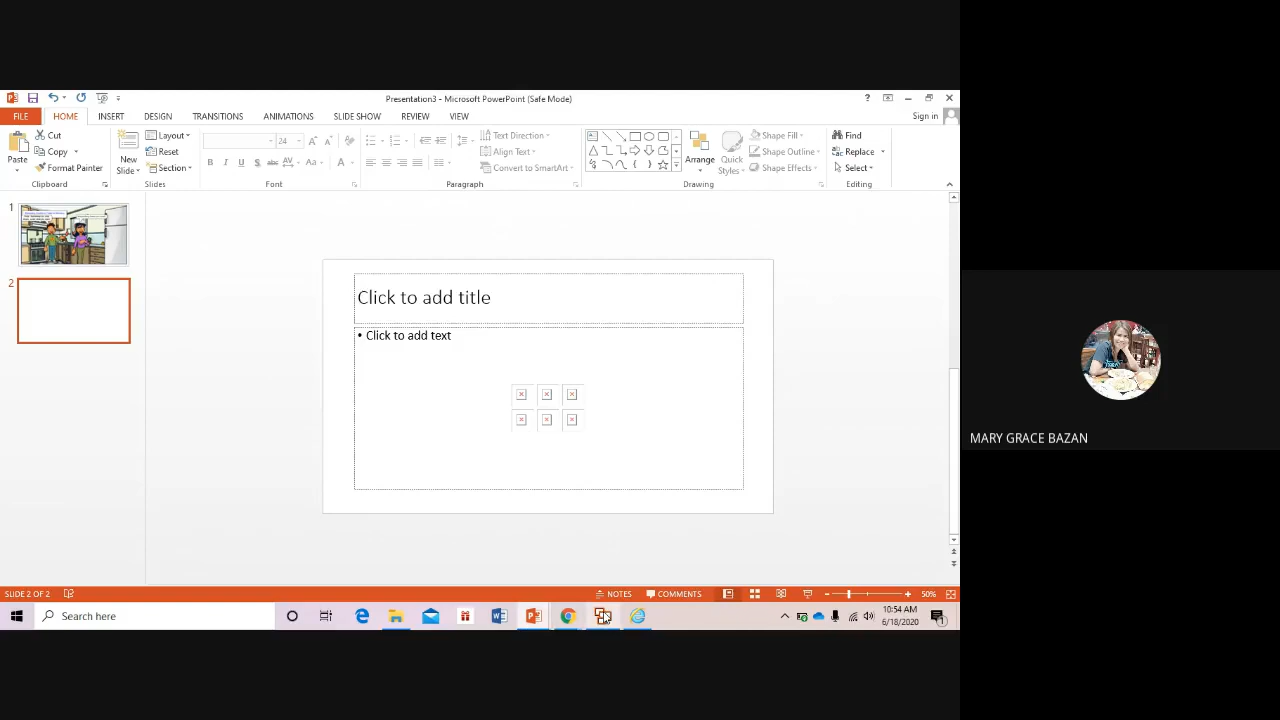 Presentation3 - Microsoft PowerPoint (Safe Mode)
FILE HOME INSERT DESIGN TRANSITIONS ANIMATIONS SLIDE SHOW REVIEW VIEW Sign in
Paste
Cut
Copy
Format Painter
Clipboard
New
Slide
Layout
Reset
Section
Slides
24
B I U S abc AV Aa A
Font
Text Direction
Align Text
Convert to SmartArt
Paragraph
Arrange
Quick
Styles
Shape Fill
Shape Outline
Shape Effects
Drawing
Find
Replace
Select
Editing
1
2
Click to add title
• Click to add text
MARY GRACE BAZAN
SLIDE 2 OF 2 NOTES COMMENTS 50%
Search here
10:54 AM
6/18/2020